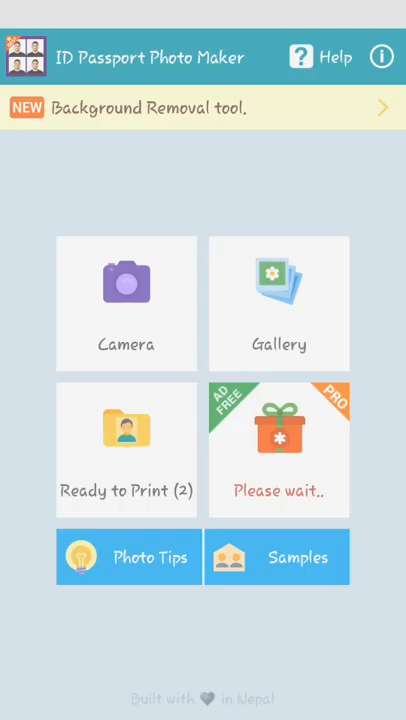 ID Passport Photo Maker
? Help i
NEW Background Removal tool.
Camera
Gallery
Ready to Print (2)
AD FREE
PRO
Please wait..
Photo Tips
Samples
Built with 🖤 in Nepal